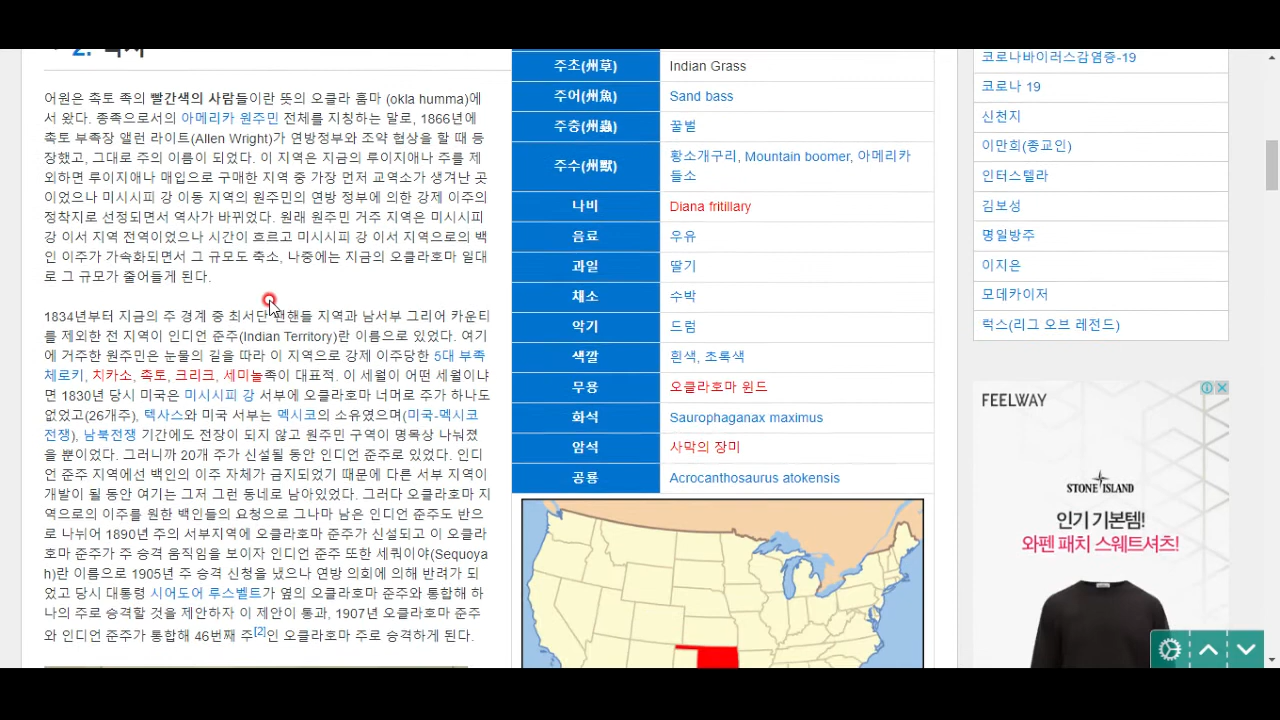 어원은 촉토 족의 빨간색의 사람들이란 뜻의 오클라 훔마 (okla humma)에
서 왔다. 종족으로서의 아메리카 원주민 전체를 지칭하는 말로, 1866년에
촉토 부족장 앨런 라이트(Allen Wright)가 연방정부와 조약 협상을 할 때 등
장했고, 그대로 주의 이름이 되었다. 이 지역은 지금의 루이지애나 주를 제
외하면 루이지애나 매입으로 구매한 지역 중 가장 먼저 교역소가 생겨난 곳
이었으나 미시시피 강 이동 지역의 원주민의 연방 정부에 의한 강제 이주의
정착지로 선정되면서 역사가 바뀌었다. 원래 원주민 거주 지역은 미시시피
강 이서 지역 전역이었으나 시간이 흐르고 미시시피 강 이서 지역으로의 백
인 이주가 가속화되면서 그 규모도 축소, 나중에는 지금의 오클라호마 일대
로 그 규모가 줄어들게 된다.
1834년부터 지금의 주 경계 중 최서단 팬핸들 지역과 남서부 그리어 카운티
를 제외한 전 지역이 인디언 준주(Indian Territory)란 이름으로 있었다. 여기
에 거주한 원주민은 눈물의 길을 따라 이 지역으로 강제 이주당한 5대 부족
체로키, 치카소, 촉토, 크리크, 세미놀족이 대표적. 이 세월이 어떤 세월이냐
면 1830년 당시 미국은 미시시피 강 서부에 오클라호마 너머로 주가 하나도
없었고(26개주), 텍사스와 미국 서부는 멕시코의 소유였으며(미국-멕시코
전쟁), 남북전쟁 기간에도 전장이 되지 않고 원주민 구역이 명목상 나눠졌
을 뿐이었다. 그러니까 20개 주가 신설될 동안 인디언 준주로 있었다. 인디
언 준주 지역에선 백인의 이주 자체가 금지되었기 때문에 다른 서부 지역이
개발이 될 동안 여기는 그저 그런 동네로 남아있었다. 그러다 오클라호마 지
역으로의 이주를 원한 백인들의 요청으로 그나마 남은 인디언 준주도 반으
로 나뉘어 1890년 주의 서부지역에 오클라호마 준주가 신설되고 이 오클라
호마 준주가 주 승격 움직임을 보이자 인디언 준주 또한 세쿼이야(Sequoya
h)란 이름으로 1905년 주 승격 신청을 냈으나 연방 의회에 의해 반려가 되
었고 당시 대통령 시어도어 루스벨트가 옆의 오클라호마 준주와 통합해 하
나의 주로 승격할 것을 제안하자 이 제안이 통과, 1907년 오클라호마 준주
와 인디언 준주가 통합해 46번째 주[2]인 오클라호마 주로 승격하게 된다.
주초(州草) Indian Grass
주어(州魚) Sand bass
주충(州蟲) 꿀벌
주수(州獸) 황소개구리, Mountain boomer, 아메리카
들소
나비 Diana fritillary
음료 우유
과일 딸기
채소 수박
악기 드럼
색깔 흰색, 초록색
무용 오클라호마 윈드
화석 Saurophaganax maximus
암석 사막의 장미
공룡 Acrocanthosaurus atokensis
코로나바이러스감염증-19
코로나 19
신천지
이만희(종교인)
인터스텔라
김보성
명일방주
이지은
모데카이저
럭스(리그 오브 레전드)
FEELWAY
STONE ISLAND
인기 기본템!
와펜 패치 스웨트셔츠!